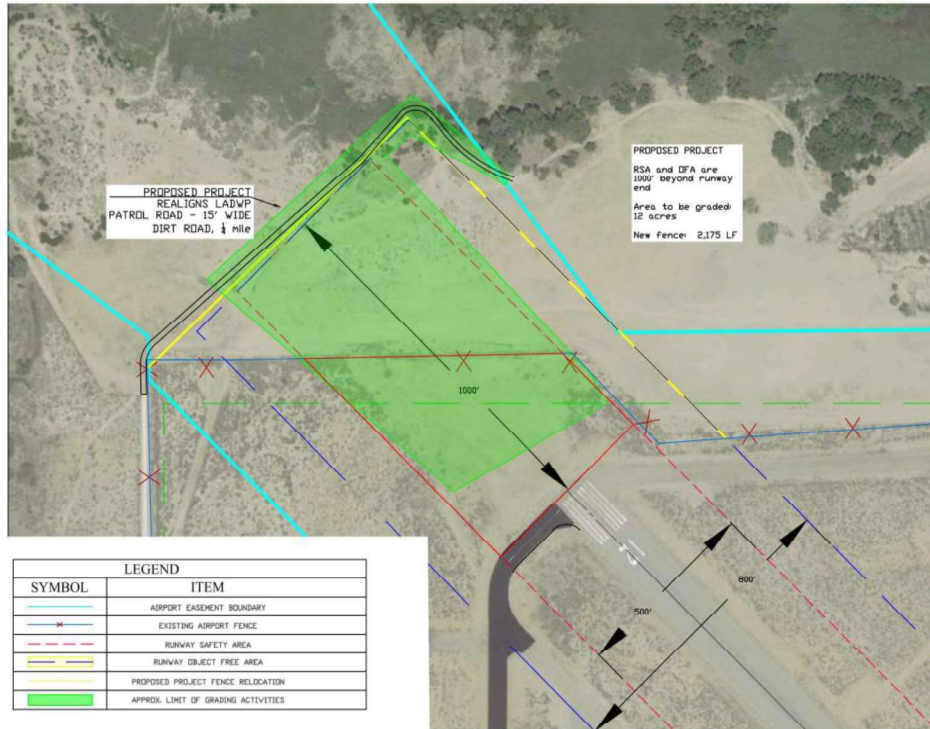 PROPOSED PROJECT
REALIGNS LADWP
PATROL ROAD - 15' WIDE
DIRT ROAD, ¼ mile
PROPOSED PROJECT
RSA and OFA are
1000' beyond runway
end
Area to be graded:
12 acres
New fence: 2,175 LF
1000'
800'
500'
LEGEND
SYMBOL ITEM
AIRPORT EASEMENT BOUNDARY
EXISTING AIRPORT FENCE
RUNWAY SAFETY AREA
RUNWAY OBJECT FREE AREA
PROPOSED PROJECT FENCE RELOCATION
APPROX. LIMIT OF GRADING ACTIVITIES